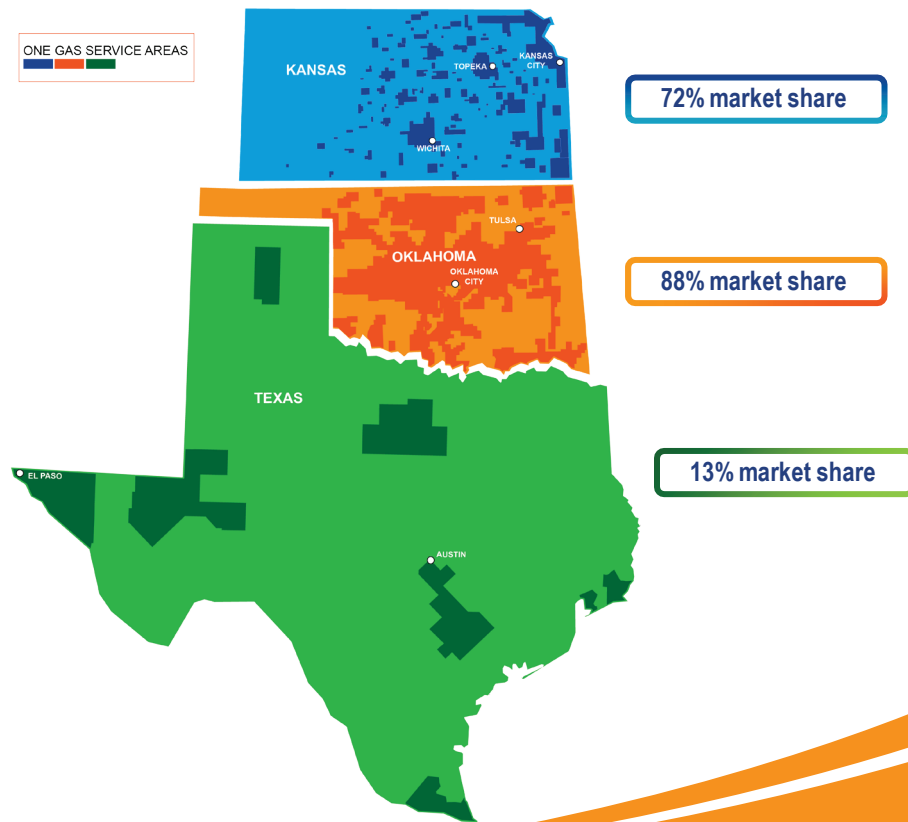 ONE GAS SERVICE AREAS
KANSAS
TOPEKA
KANSAS
CITY
WICHITA
72% market share
TULSA
OKLAHOMA
OKLAHOMA
CITY
88% market share
TEXAS
EL PASO
13% market share
AUSTIN